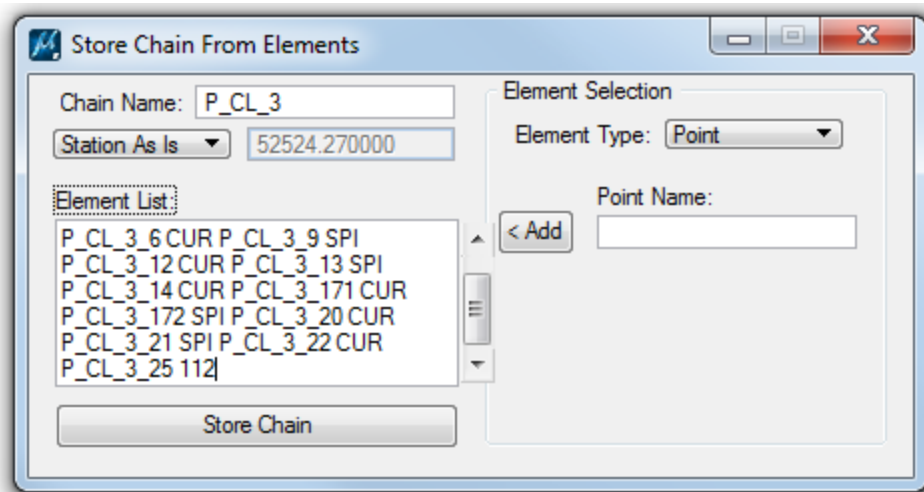 Store Chain From Elements
Chain Name: P_CL_3
Station As Is 52524.270000
Element List:
P_CL_3_6 CUR P_CL_3_9 SPI
P_CL_3_12 CUR P_CL_3_13 SPI
P_CL_3_14 CUR P_CL_3_171 CUR
P_CL_3_172 SPI P_CL_3_20 CUR
P_CL_3_21 SPI P_CL_3_22 CUR
P_CL_3_25 112
Store Chain
Element Selection
Element Type: Point
Point Name:
< Add